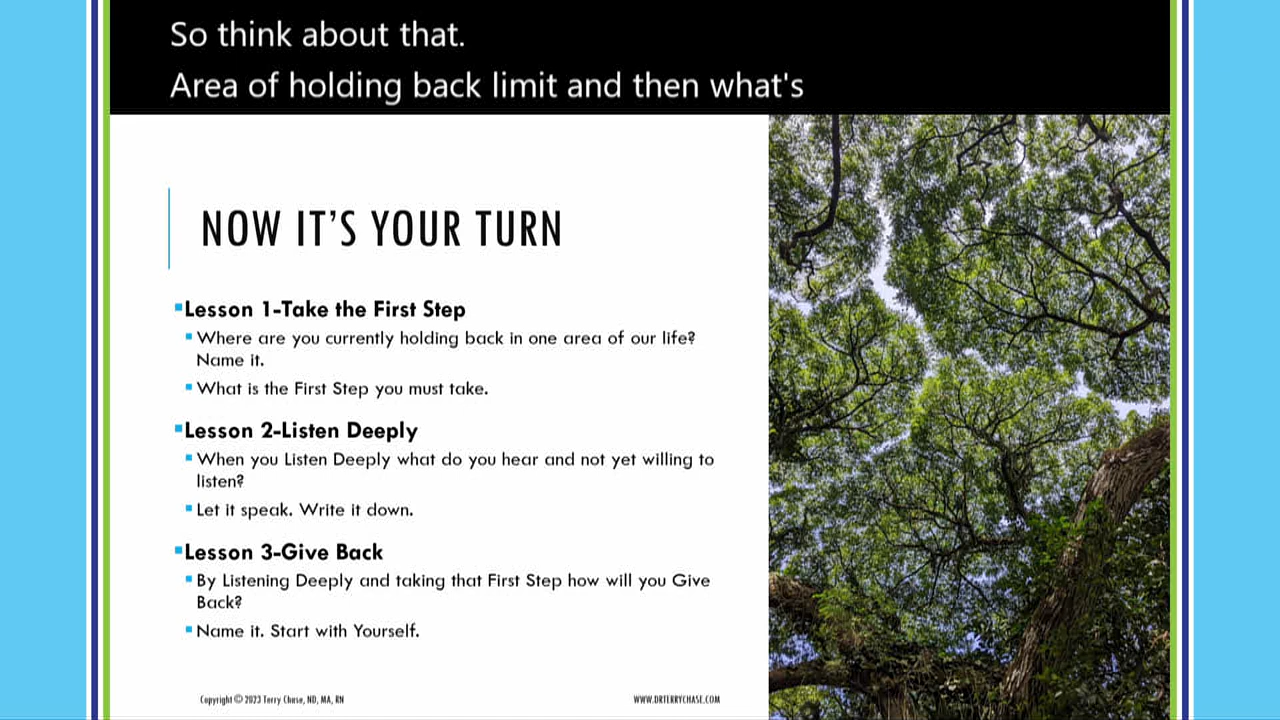 So think about that.
Area of holding back limit and then what's
NOW IT'S YOUR TURN
Lesson 1-Take the First Step
Where are you currently holding back in one area of our life?
Name it.
What is the First Step you must take.
Lesson 2-Listen Deeply
When you Listen Deeply what do you hear and not yet willing to
listen?
Let it speak. Write it down.
Lesson 3-Give Back
By Listening Deeply and taking that First Step how will you Give
Back?
Name it. Start with Yourself.
Copyright © 2023 Terry Chase, ND, MA, RN
WWW.DRTERRYCHASE.COM